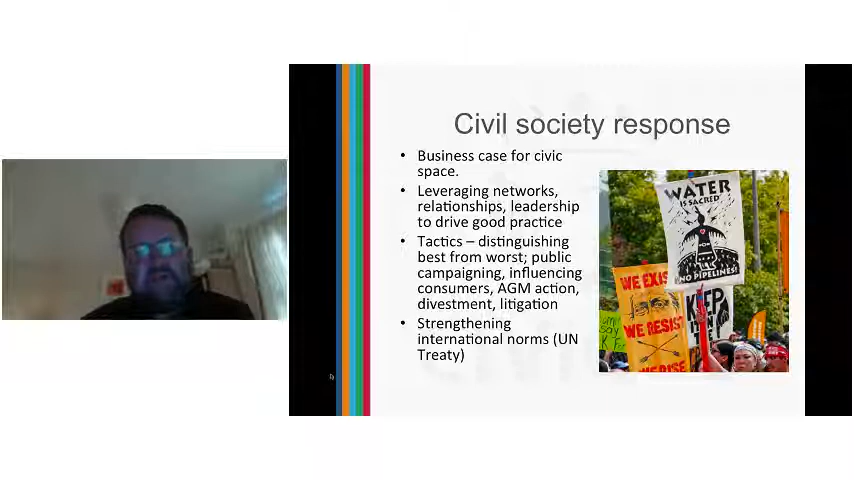 Civil society response
• Business case for civic
space.
• Leveraging networks,
relationships, leadership
to drive good practice
• Tactics – distinguishing
best from worst; public
campaigning, influencing
consumers, AGM action,
divestment, litigation
• Strengthening
international norms (UN
Treaty)
WATER
IS SACRED
NO PIPELINES!
WE EXIST
WE RESIST
WE RISE
KEEP